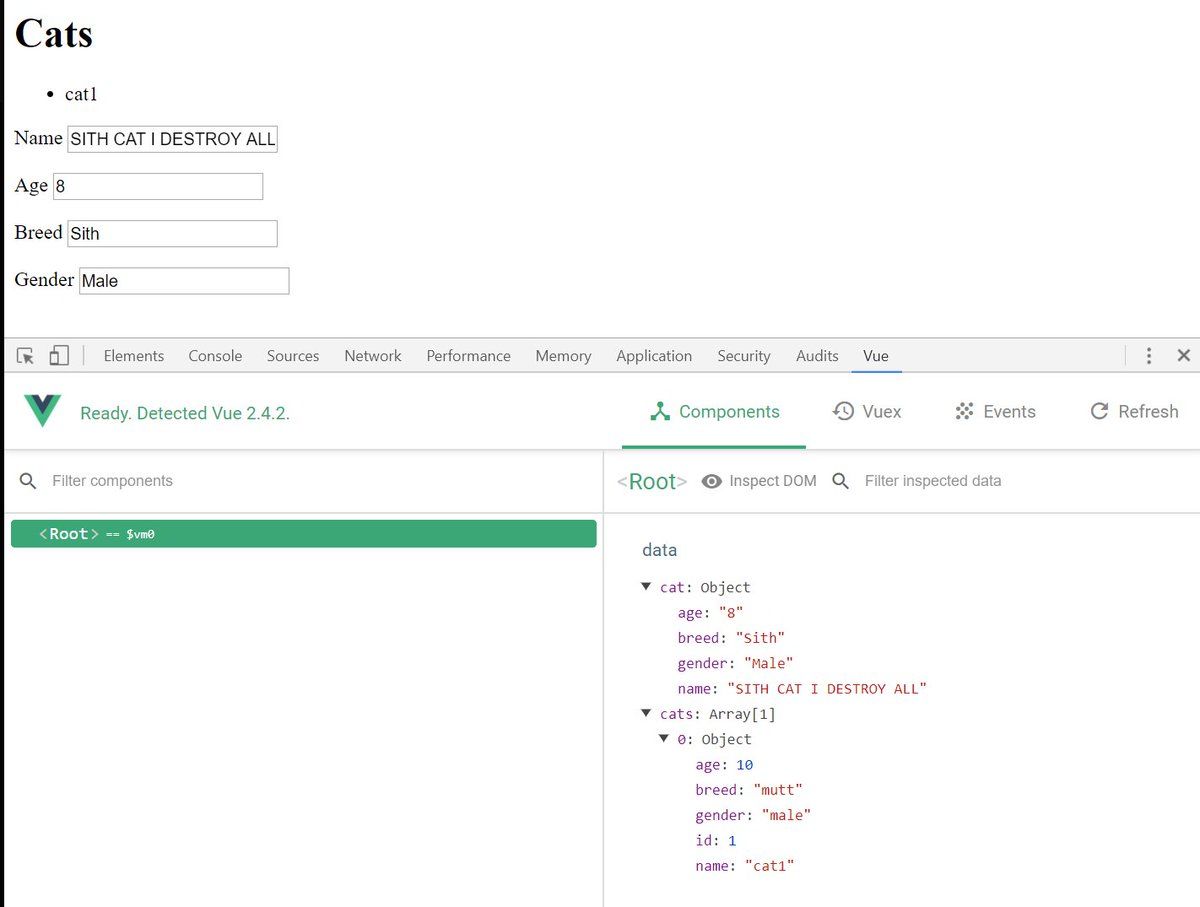 Cats
• cat1
Name SITH CAT I DESTROY ALL
Age 8
Breed Sith
Gender Male
Elements Console Sources Network Performance Memory Application Security Audits Vue
Ready. Detected Vue 2.4.2. Components Vuex Events Refresh
Filter components <Root> Inspect DOM Filter inspected data
<Root> == $vm0
data
cat: Object
age: "8"
breed: "Sith"
gender: "Male"
name: "SITH CAT I DESTROY ALL"
cats: Array[1]
0: Object
age: 10
breed: "mutt"
gender: "male"
id: 1
name: "cat1"